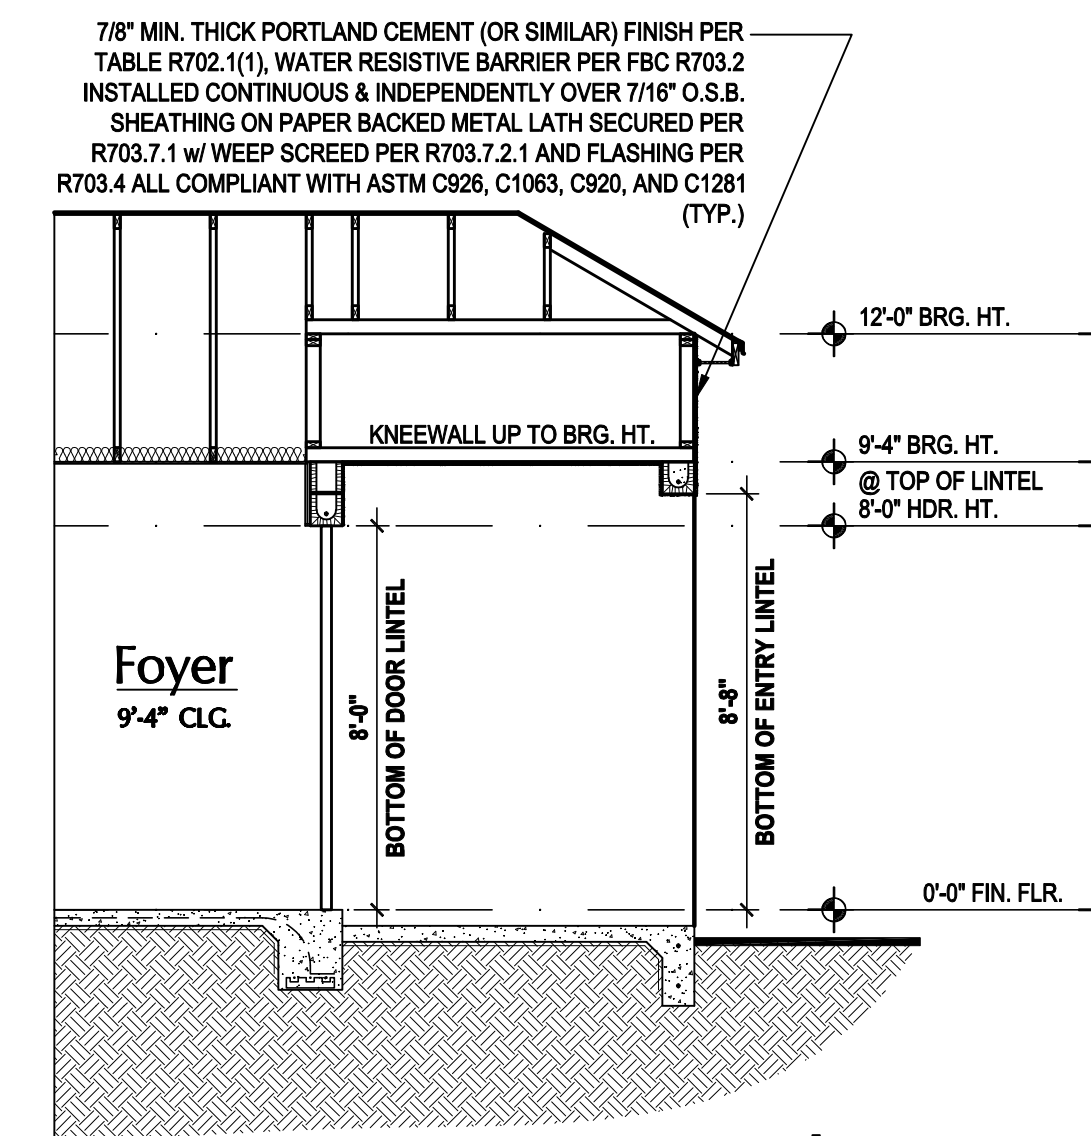 7/8" MIN. THICK PORTLAND CEMENT (OR SIMILAR) FINISH PER
TABLE R702.1(1), WATER RESISTIVE BARRIER PER FBC R703.2
INSTALLED CONTINUOUS & INDEPENDENTLY OVER 7/16" O.S.B.
SHEATHING ON PAPER BACKED METAL LATH SECURED PER
R703.7.1 w/ WEEP SCREED PER R703.7.2.1 AND FLASHING PER
R703.4 ALL COMPLIANT WITH ASTM C926, C1063, C920, AND C1281
(TYP.)
12'-0" BRG. HT.
KNEEWALL UP TO BRG. HT.
9'-4" BRG. HT.
@ TOP OF LINTEL
8'-0" HDR. HT.
Foyer
9'-4" CLG.
8'-0"
BOTTOM OF DOOR LINTEL
8'-8"
BOTTOM OF ENTRY LINTEL
0'-0" FIN. FLR.